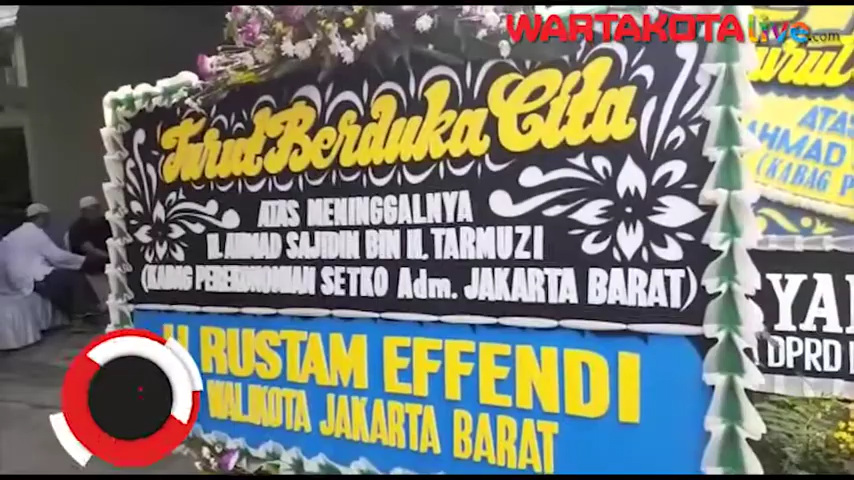 WARTAKOTAlive.com
Turut Berduka Cita
ATAS MENINGGALNYA
H. AHMAD SAJIDIN BIN H. TARMUZI
(KABAG PEREKONOMIAN SETKO Adm. JAKARTA BARAT)
H. RUSTAM EFFENDI
WALIKOTA JAKARTA BARAT
Turut
ATAS
AHMAD
(KABAG
DPRD